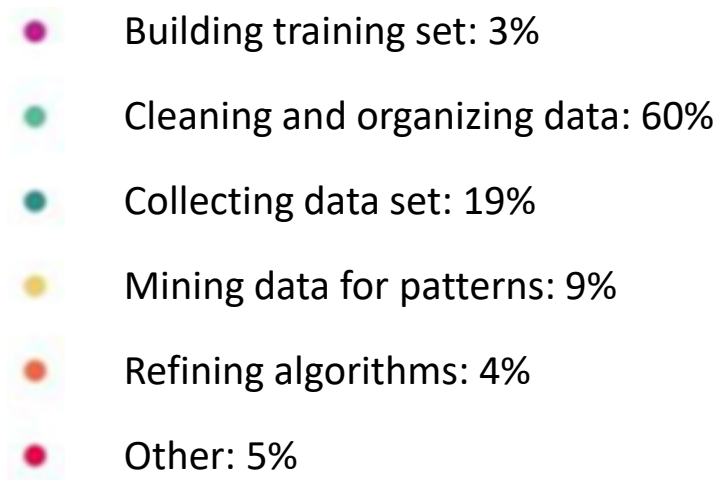 Building training set: 3%
Cleaning and organizing data: 60%
Collecting data set: 19%
Mining data for patterns: 9%
Refining algorithms: 4%
Other: 5%